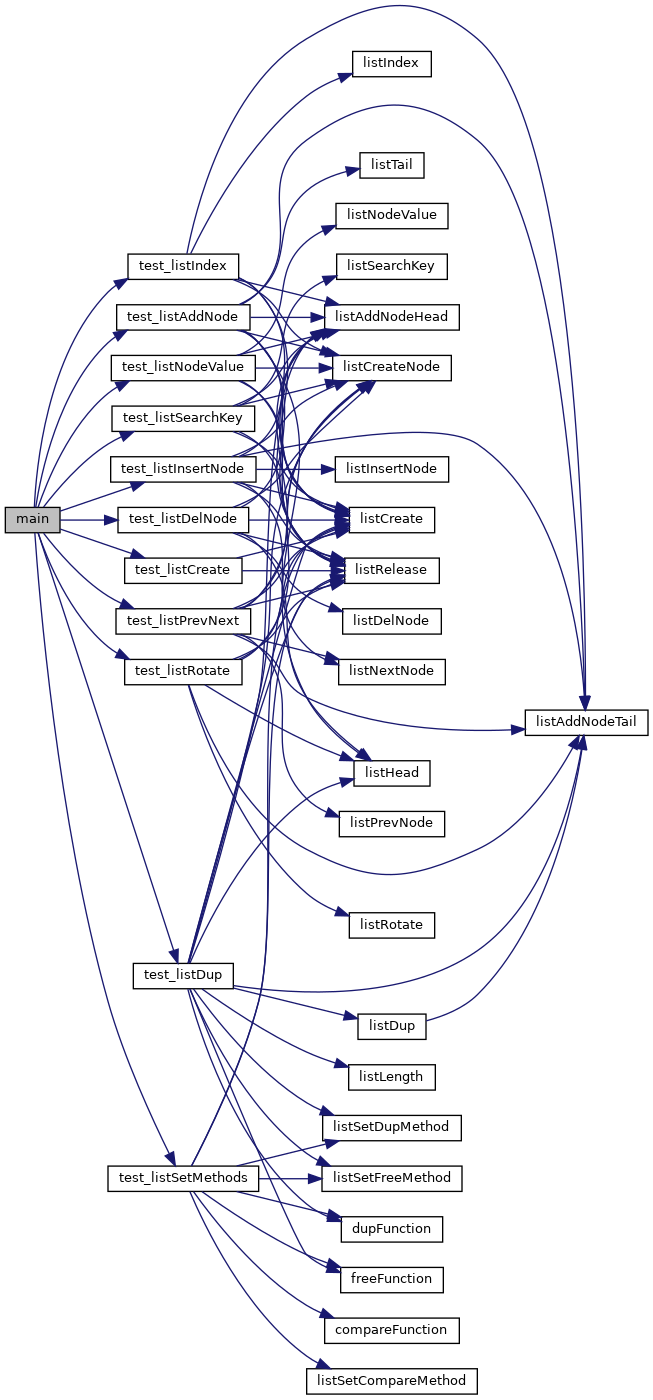 main
test_listIndex
test_listAddNode
test_listNodeValue
test_listSearchKey
test_listInsertNode
test_listDelNode
test_listCreate
test_listPrevNext
test_listRotate
test_listDup
test_listSetMethods
listIndex
listTail
listNodeValue
listSearchKey
listAddNodeHead
listCreateNode
listInsertNode
listCreate
listRelease
listDelNode
listNextNode
listHead
listPrevNode
listRotate
listDup
listLength
listSetDupMethod
listSetFreeMethod
dupFunction
freeFunction
compareFunction
listSetCompareMethod
listAddNodeTail